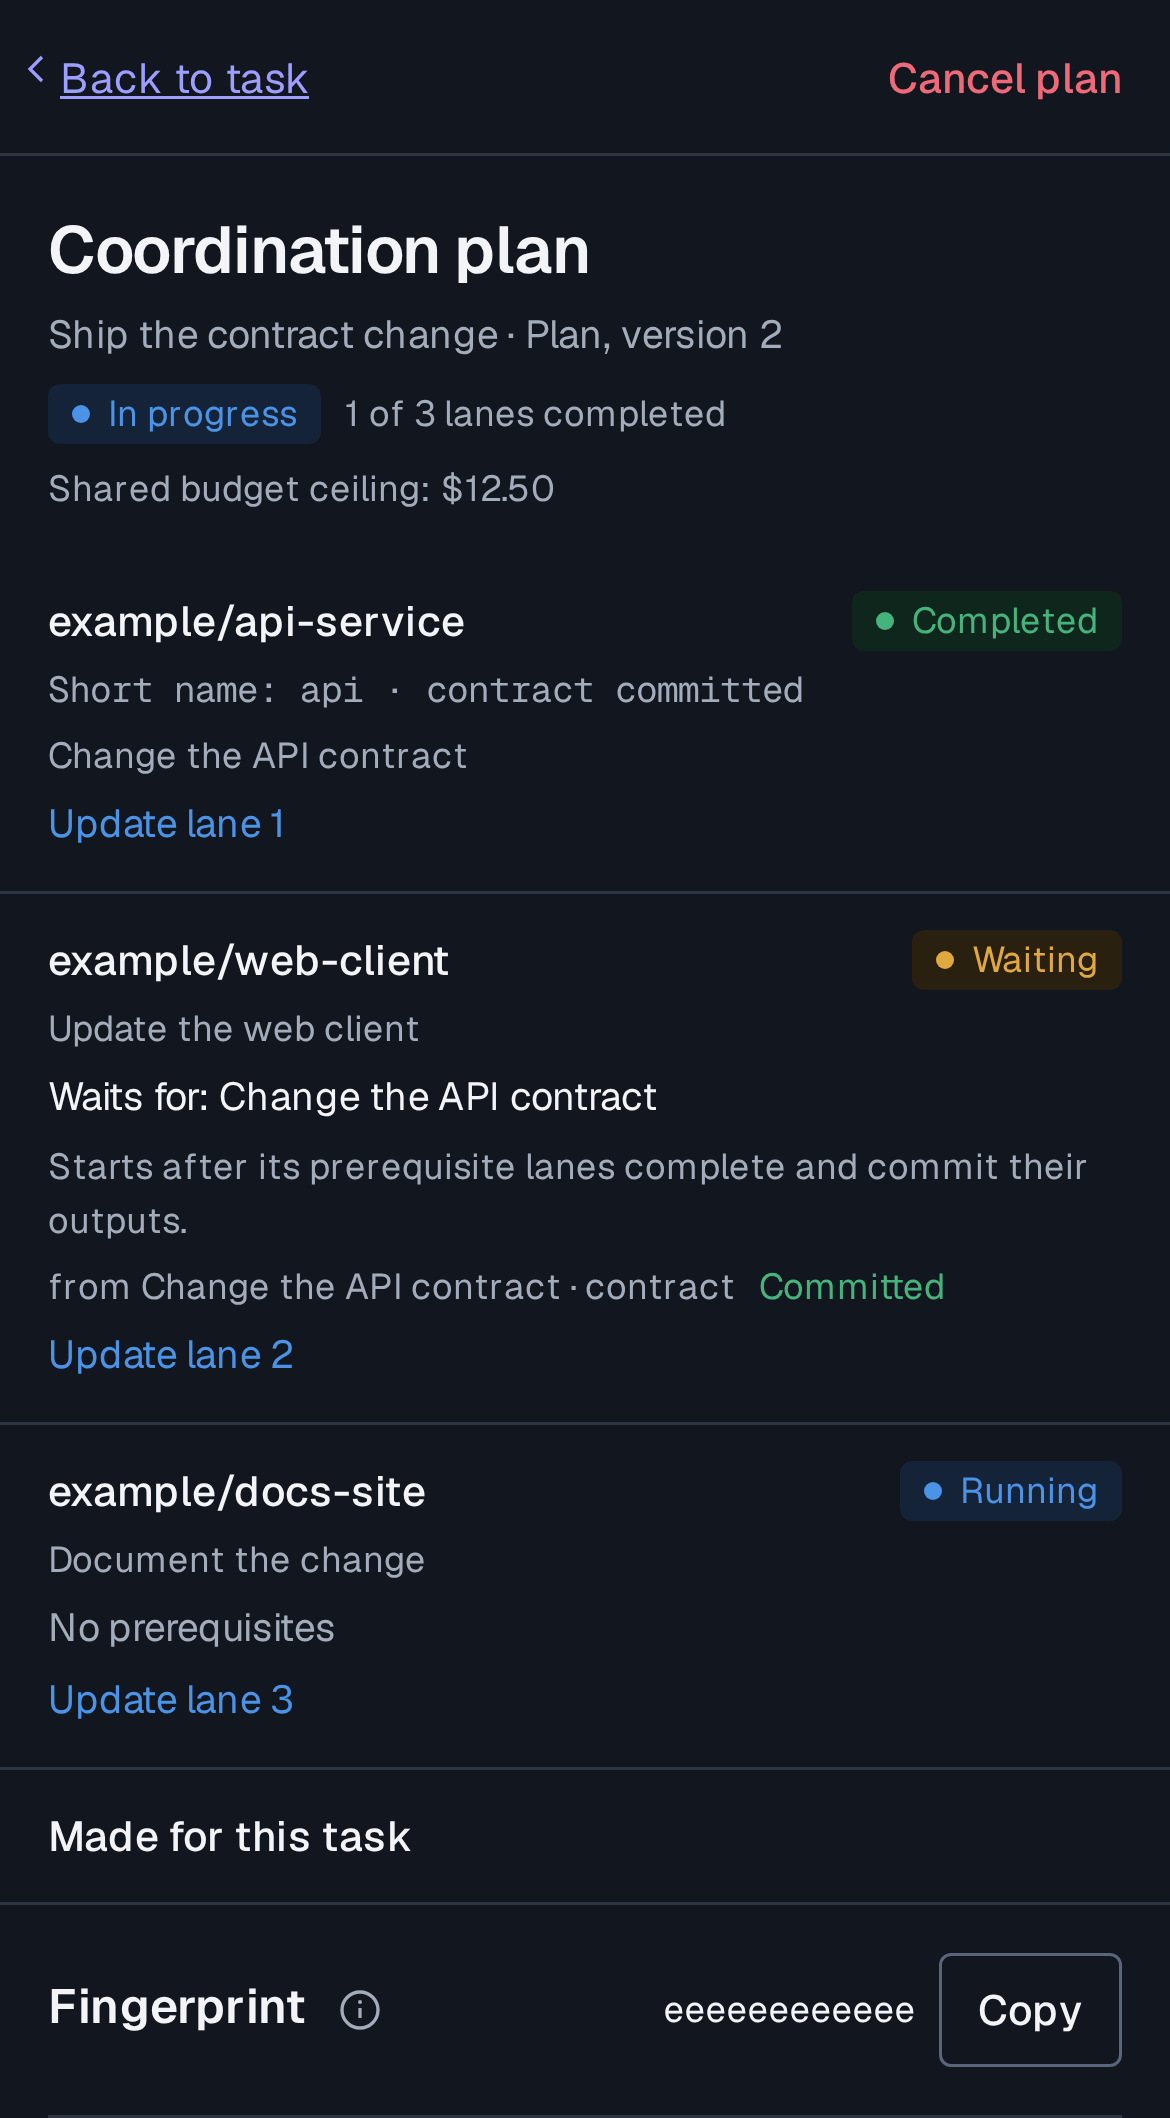 Back to task
Cancel plan
Coordination plan
Ship the contract change · Plan, version 2
In progress
1 of 3 lanes completed
Shared budget ceiling: $12.50
example/api-service
Completed
Short name: api · contract committed
Change the API contract
Update lane 1
example/web-client
Waiting
Update the web client
Waits for: Change the API contract
Starts after its prerequisite lanes complete and commit their
outputs.
from Change the API contract · contract Committed
Update lane 2
example/docs-site
Running
Document the change
No prerequisites
Update lane 3
Made for this task
Fingerprint
eeeeeeeeeeee
Copy